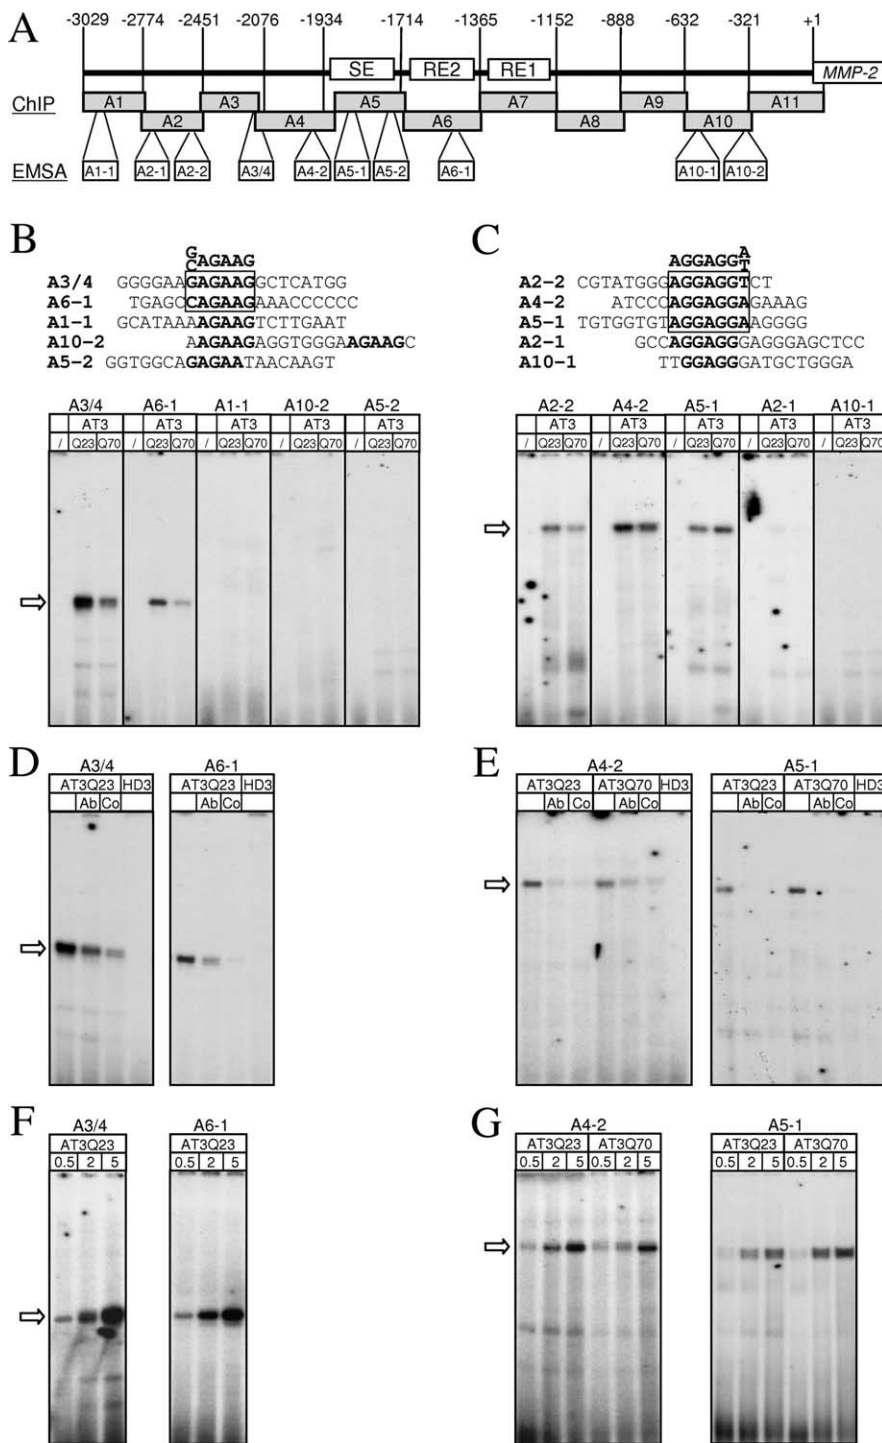 A
-3029 -2774 -2451 -2076 -1934 -1714 -1365 -1152 -888 -632 -321 +1
SE RE2 RE1 MMP-2
ChIP
A1 A2 A3 A4 A5 A6 A7 A8 A9 A10 A11
EMSA
A1-1 A2-1 A2-2 A3/4 A4-2 A5-1 A5-2 A6-1 A10-1 A10-2
B
G
CAGAAG
A3/4 GGGGAAGAGAAGGCTCATGG
A6-1 TGAGCCAGAAGAAACCCCCC
A1-1 GCATAAAAGAAGTCTTGAAT
A10-2 AAGAAGAGGTGGGAAGAAGC
A5-2 GGTGGCAGAGAATAACAAGT
A3/4 A6-1 A1-1 A10-2 A5-2
AT3 AT3 AT3 AT3 AT3
/ Q23 Q70 / Q23 Q70 / Q23 Q70 / Q23 Q70 / Q23 Q70
C
A
AGGAGGT
A2-2 CGTATGGGAGGAGGTCT
A4-2 ATCCCAGGAGGAGAAAG
A5-1 TGTGGTGTAGGAGGAAGGGG
A2-1 GCCAGGAGGGAGGGAGCTCC
A10-1 TTGGAGGGATGCTGGGA
A2-2 A4-2 A5-1 A2-1 A10-1
AT3 AT3 AT3 AT3 AT3
/ Q23 Q70 / Q23 Q70 / Q23 Q70 / Q23 Q70 / Q23 Q70
D
A3/4 A6-1
AT3Q23 HD3 AT3Q23 HD3
Ab Co Ab Co
E
A4-2 A5-1
AT3Q23 AT3Q70 HD3 AT3Q23 AT3Q70 HD3
Ab Co Ab Co Ab Co Ab Co
F
A3/4 A6-1
AT3Q23 AT3Q23
0.5 2 5 0.5 2 5
G
A4-2 A5-1
AT3Q23 AT3Q70 AT3Q23 AT3Q70
0.5 2 5 0.5 2 5 0.5 2 5 0.5 2 5